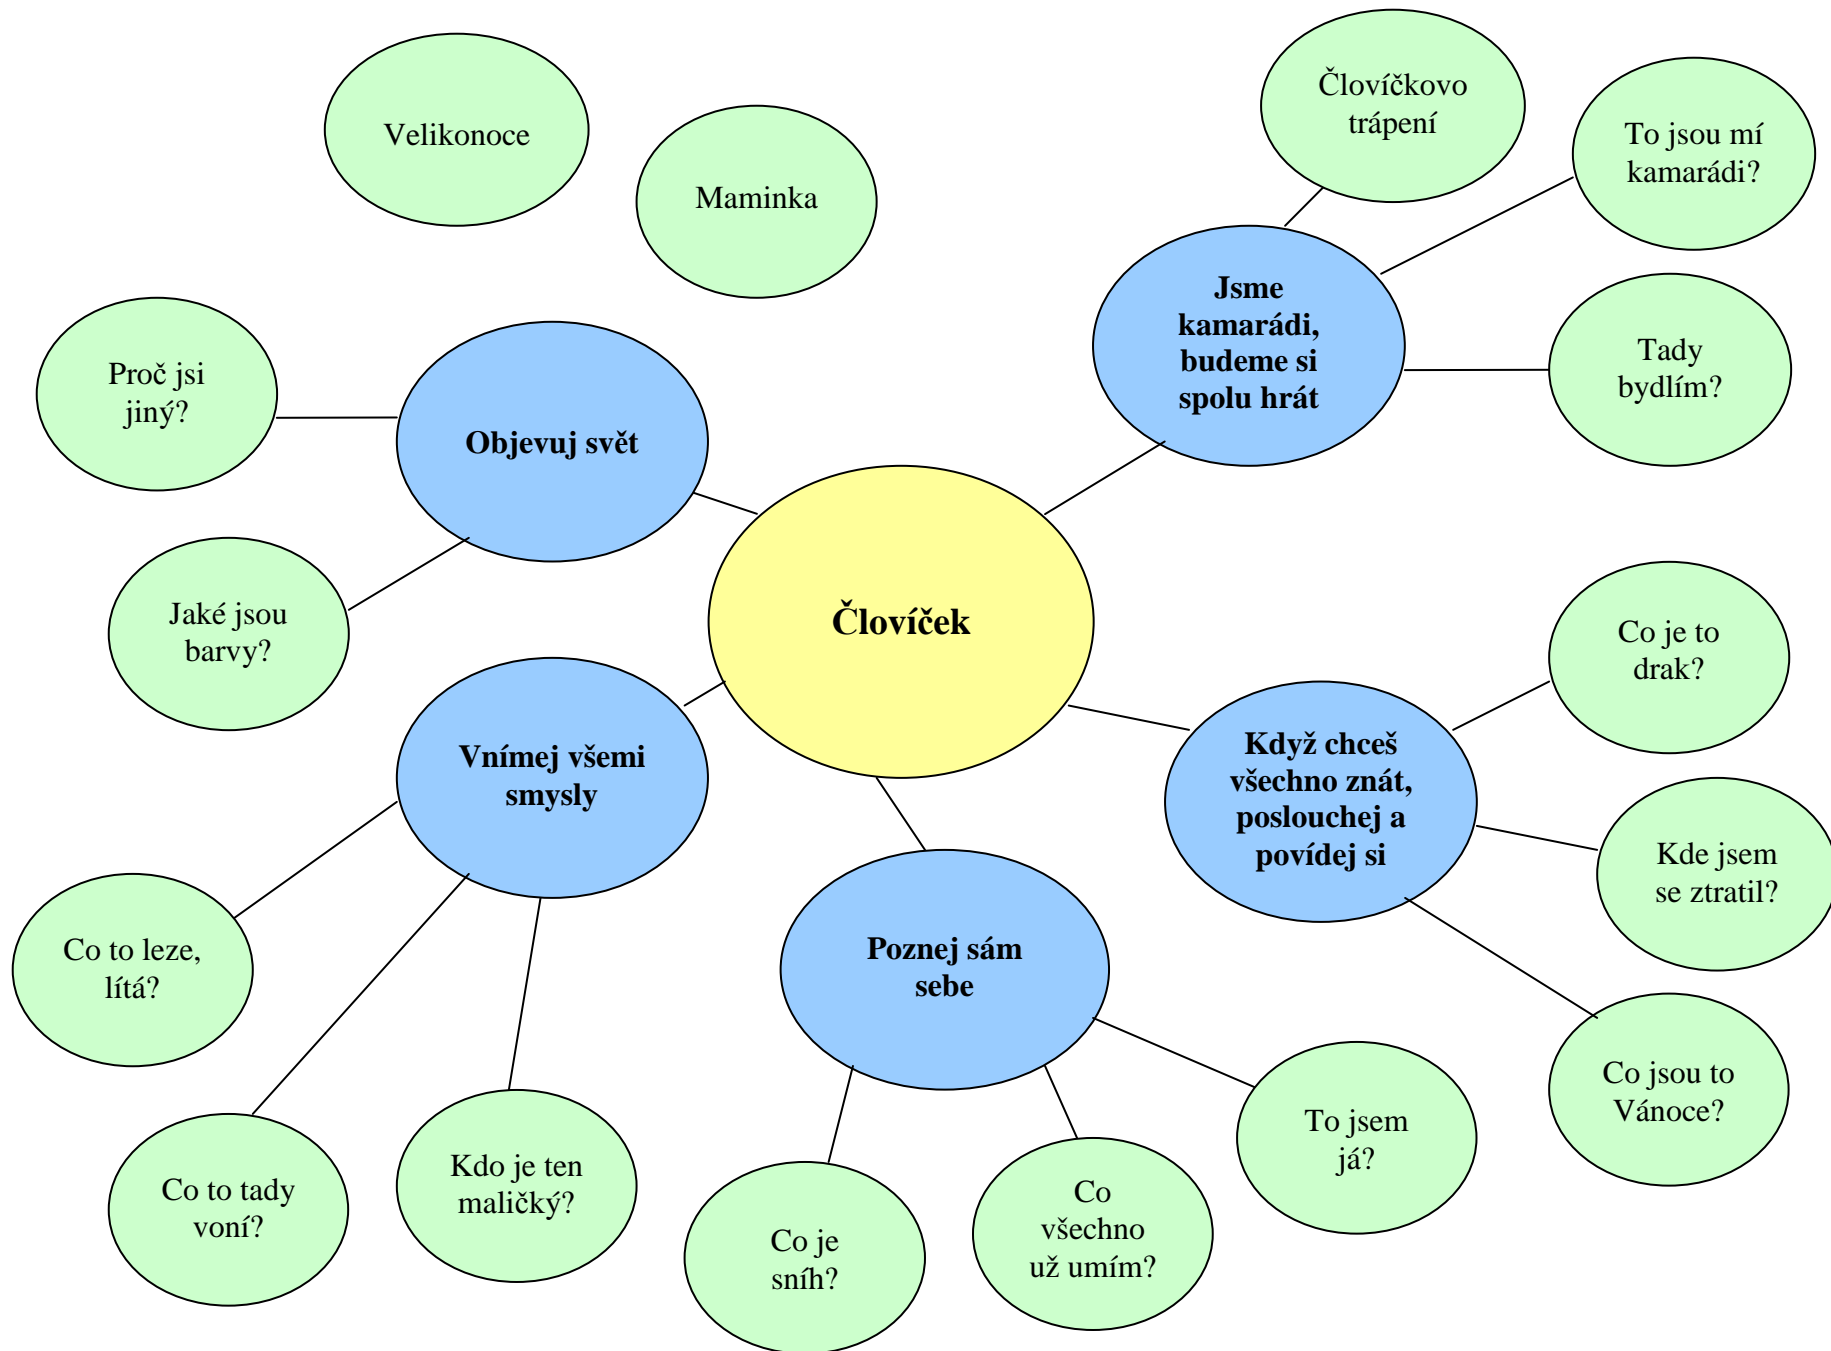 Velikonoce
Maminka
Človíčkovo
trápení
To jsou mí
kamarádi?
Jsme
kamarádi,
budeme si
spolu hrát
Tady
bydlím?
Proč jsi
jiný?
Objevuj svět
Jaké jsou
barvy?
Človíček
Co je to
drak?
Vnímej všemi
smysly
Když chceš
všechno znát,
poslouchej a
povídej si
Kde jsem
se ztratil?
Co to leze,
lítá?
Poznej sám
sebe
Co jsou to
Vánoce?
Co to tady
voní?
Kdo je ten
maličký?
Co je
sníh?
Co
všechno
už umím?
To jsem
já?